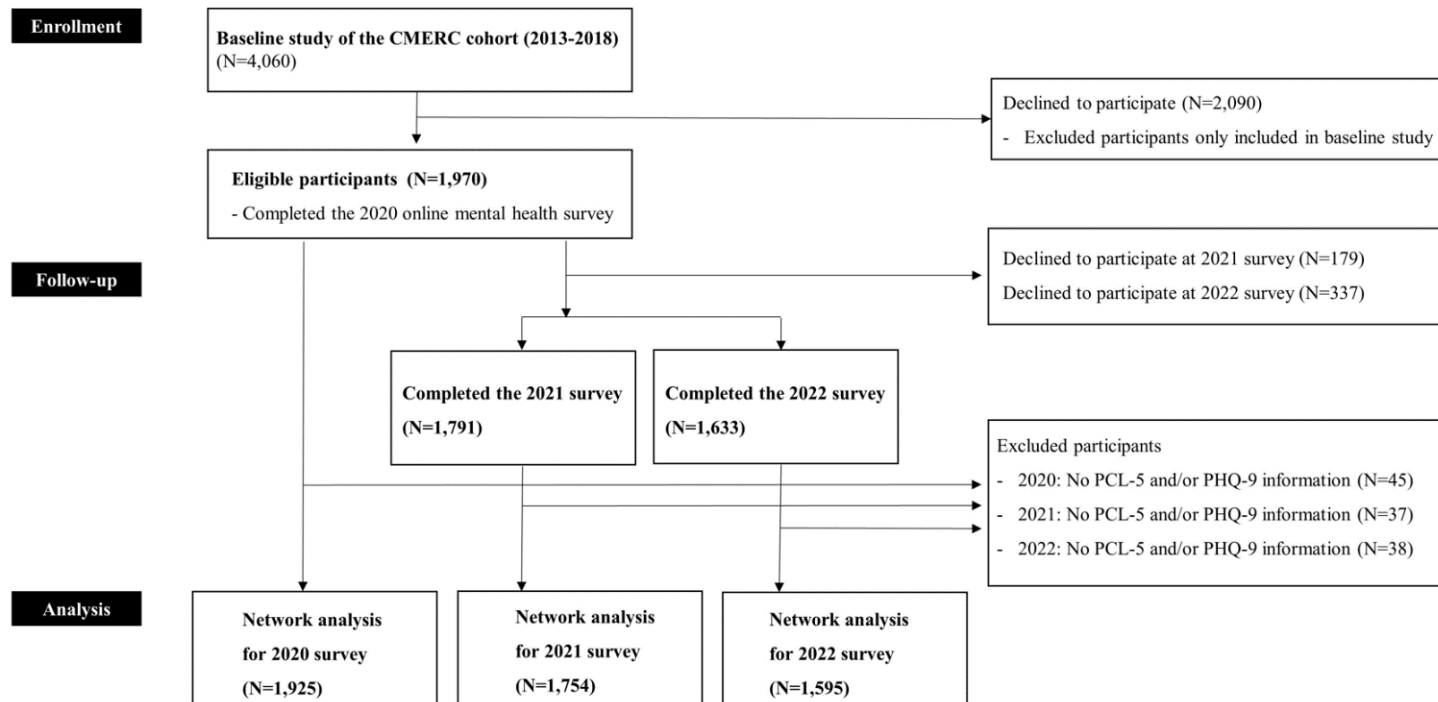 Enrollment
Baseline study of the CMERC cohort (2013-2018)
(N=4,060)
Declined to participate (N=2,090)
- Excluded participants only included in baseline study
Eligible participants (N=1,970)
- Completed the 2020 online mental health survey
Follow-up
Declined to participate at 2021 survey (N=179)
Declined to participate at 2022 survey (N=337)
Completed the 2021 survey
(N=1,791)
Completed the 2022 survey
(N=1,633)
Excluded participants
- 2020: No PCL-5 and/or PHQ-9 information (N=45)
- 2021: No PCL-5 and/or PHQ-9 information (N=37)
- 2022: No PCL-5 and/or PHQ-9 information (N=38)
Analysis
Network analysis
for 2020 survey
(N=1,925)
Network analysis
for 2021 survey
(N=1,754)
Network analysis
for 2022 survey
(N=1,595)